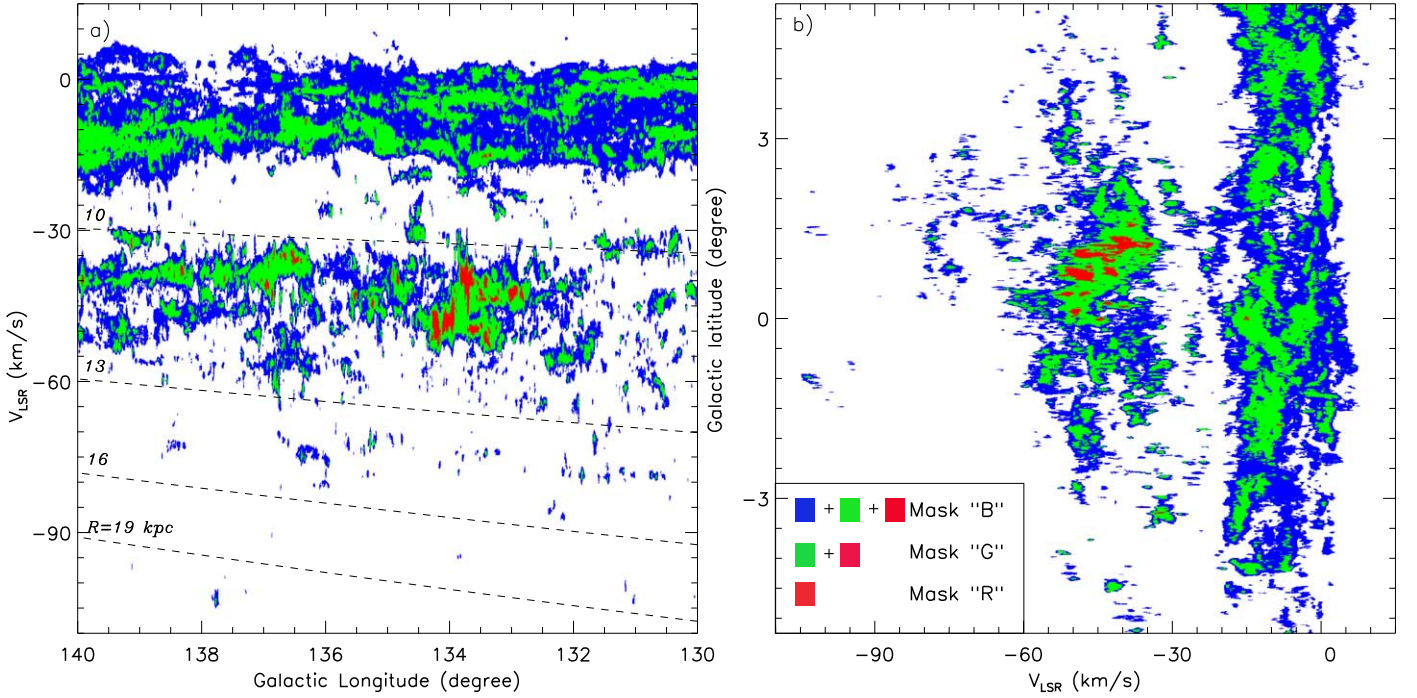 a)
0
−30
−60
−90
V_LSR (km/s)
10
13
16
R=19 kpc
140
138
136
134
132
130
Galactic Longitude (degree)
b)
3
0
−3
Galactic latitude (degree)
+ + Mask "B"
+ Mask "G"
Mask "R"
−90
−60
−30
0
V_LSR (km/s)